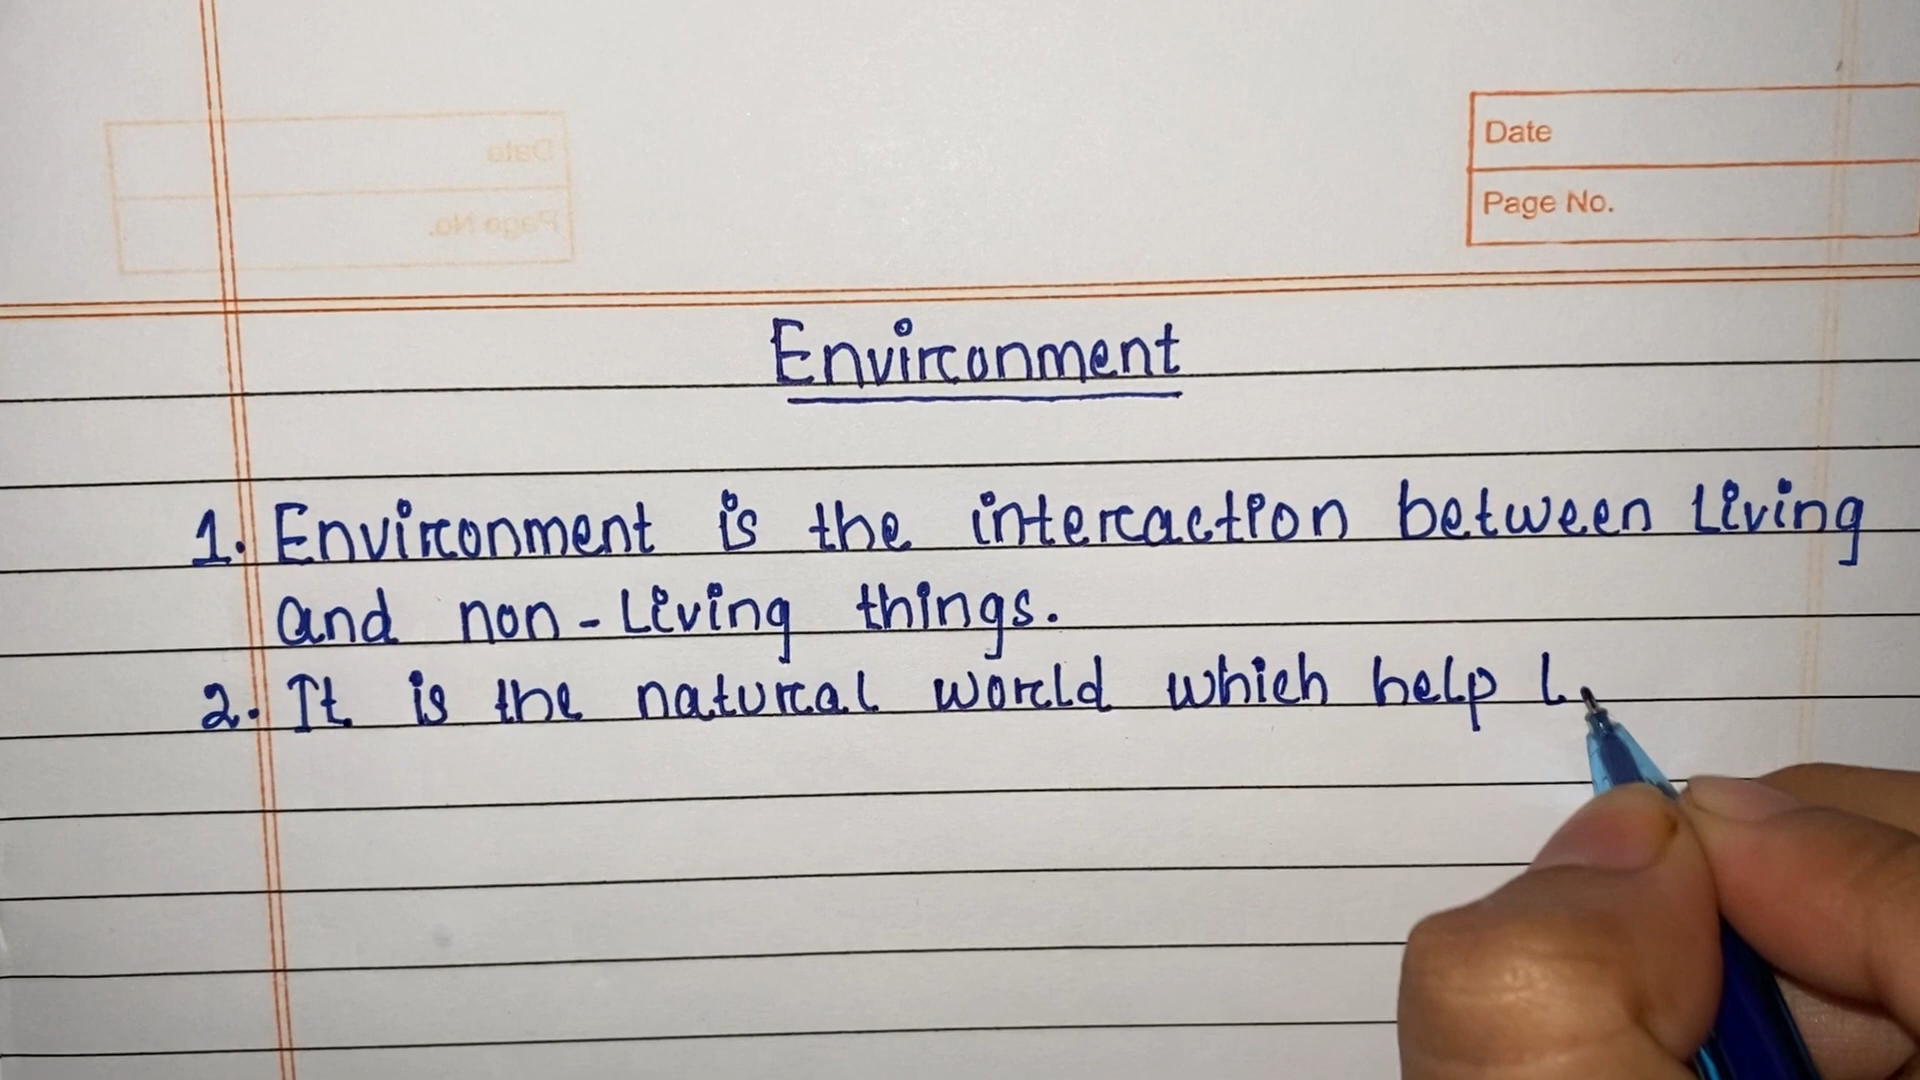 Date
Page No.
Environment
1. Environment is the interaction between living
and non-living things.
2. It is the natural world which help l